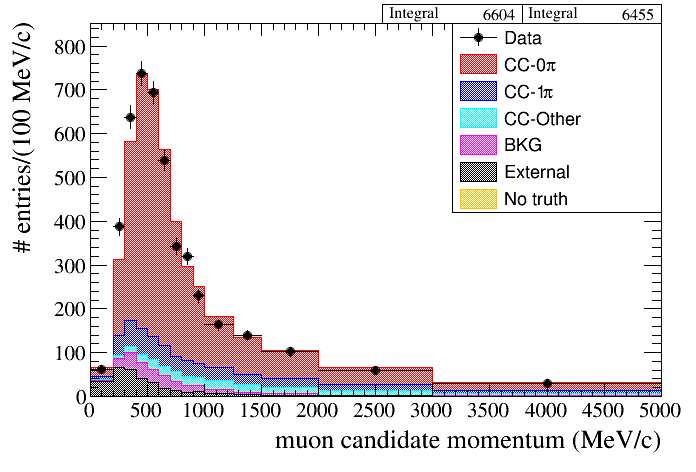 Integral 6604 Integral 6455
# entries/(100 MeV/c)
800
700
600
500
400
300
200
100
0
Data
CC-0π
CC-1π
CC-Other
BKG
External
No truth
0 500 1000 1500 2000 2500 3000 3500 4000 4500 5000
muon candidate momentum (MeV/c)